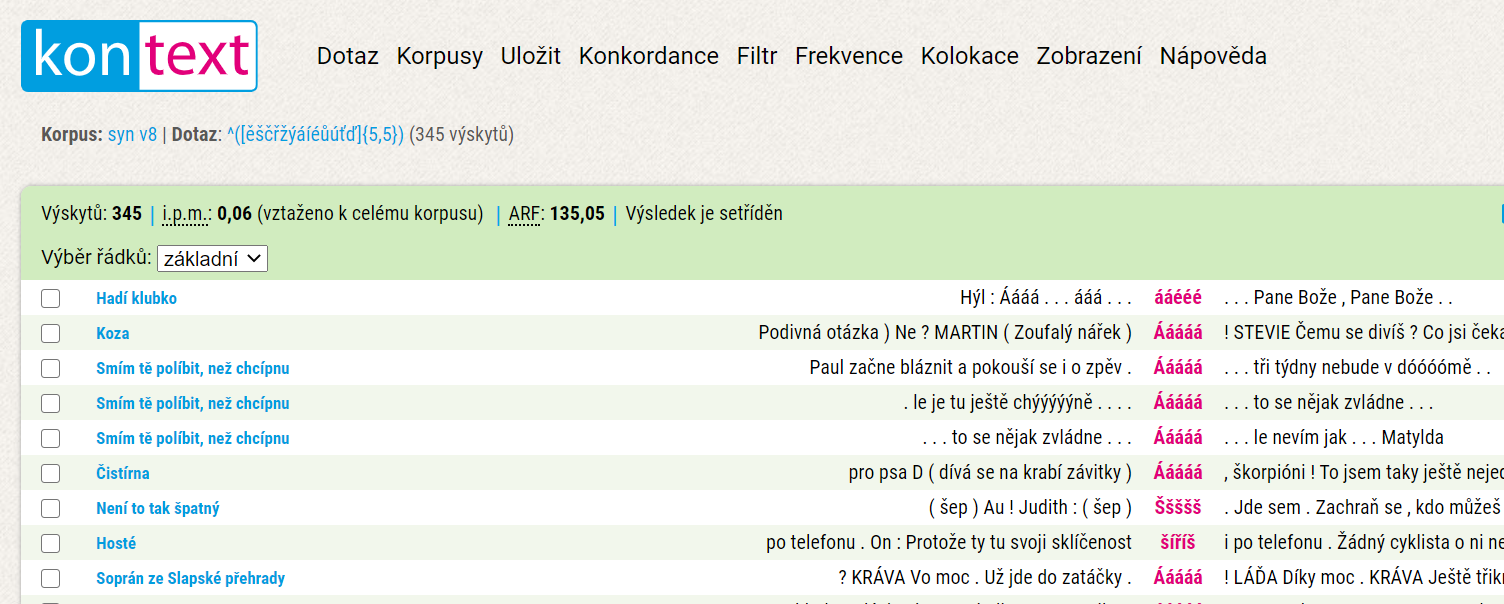 kontext
Dotaz Korpusy Uložit Konkordance Filtr Frekvence Kolokace Zobrazení Nápověda
Korpus: syn v8 | Dotaz: ^([ěščřžýáíéůúťď]{5,5}) (345 výskytů)
Výskytů: 345 | i.p.m.: 0,06 (vztaženo k celému korpusu) | ARF: 135,05 | Výsledek je setříděn
Výběr řádků: základní
Hadí klubko Hýl : Áááá . . . ááá . . . ááééé . . . Pane Bože , Pane Bože . .
Koza Podivná otázka ) Ne ? MARTIN ( Zoufalý nářek ) Ááááá ! STEVIE Čemu se divíš ? Co jsi čeka
Smím tě políbit, než chcípnu Paul začne bláznit a pokouší se i o zpěv . Ááááá . . . tři týdny nebude v dóóóómě . .
Smím tě políbit, než chcípnu . le je tu ještě chýýýýýně . . . . Ááááá . . . to se nějak zvládne . . .
Smím tě políbit, než chcípnu . . . to se nějak zvládne . . . Ááááá . . . le nevím jak . . . Matylda
Čistírna pro psa D ( dívá se na krabí závitky ) Ááááá , škorpióni ! To jsem taky ještě nejed
Není to tak špatný ( šep ) Au ! Judith : ( šep ) Ššššš . Jde sem . Zachraň se , kdo můžeš
Hosté po telefonu . On : Protože ty tu svoji sklíčenost šíříš i po telefonu . Žádný cyklista o ni ne
Soprán ze Slapské přehrady ? KRÁVA Vo moc . Už jde do zatáčky . Ááááá ! LÁĎA Díky moc . KRÁVA Ještě třikr